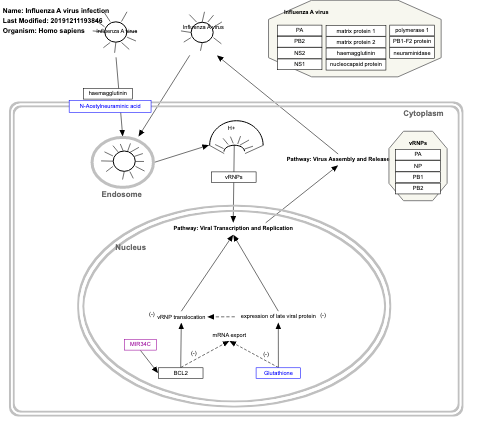 Name: Influenza A virus infection
Last Modified: 20191211193846
Organism: Homo sapiens
Influenza A virus
Influenza A virus
Influenza A virus
PA
matrix protein 1
polymerase 1
PB2
matrix protein 2
PB1-F2 protein
NS2
haemagglutinin
neuraminidase
NS1
nucleocapsid protein
haemagglutinin
N-Acetylneuraminic acid
Cytoplasm
H+
Endosome
vRNPs
Pathway: Virus Assembly and Release
vRNPs
PA
NP
PB1
PB2
Pathway: Viral Transcription and Replication
Nucleus
(-)
vRNP translocation
expression of late viral protein
(-)
mRNA export
MIR34C
(-)
(-)
BCL2
Glutathione